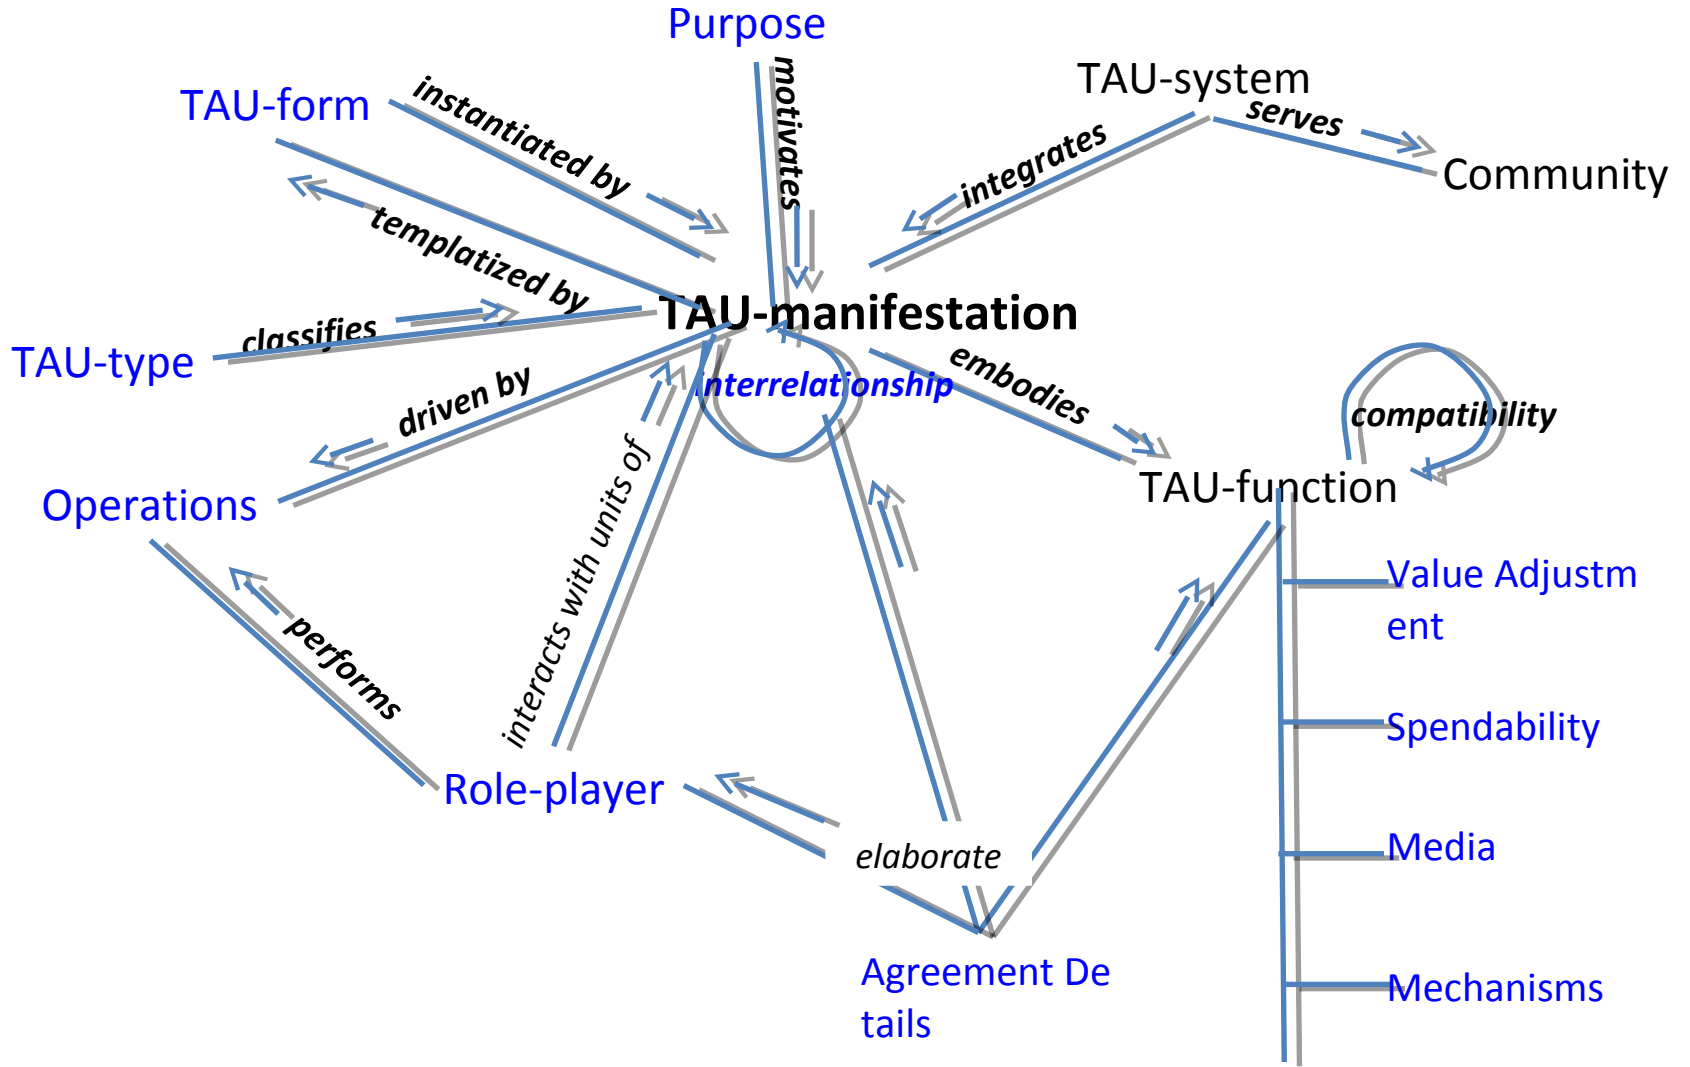 Purpose
TAU-system
TAU-form
instantiated by
motivates
serves
integrates
Community
templatized by
TAU-manifestation
classifies
TAU-type
interrelationship
embodies
driven by
compatibility
TAU-function
Operations
interacts with units of
Value Adjustm
ent
performs
Spendability
Role-player
elaborate
Media
Agreement De
tails
Mechanisms